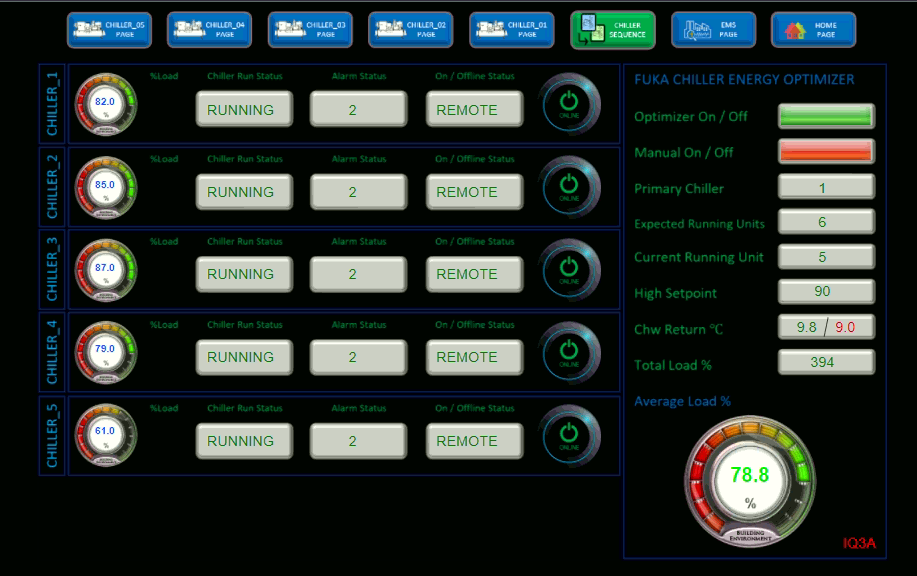 CHILLER_05 PAGE
CHILLER_04 PAGE
CHILLER_03 PAGE
CHILLER_02 PAGE
CHILLER_01 PAGE
CHILLER SEQUENCE
EMS PAGE
HOME PAGE
CHILLER_1
82.0
%
%Load
Chiller Run Status
RUNNING
Alarm Status
2
On / Offline Status
REMOTE
ONLINE
CHILLER_2
85.0
%
%Load
Chiller Run Status
RUNNING
Alarm Status
2
On / Offline Status
REMOTE
ONLINE
CHILLER_3
87.0
%
%Load
Chiller Run Status
RUNNING
Alarm Status
2
On / Offline Status
REMOTE
ONLINE
CHILLER_4
79.0
%
%Load
Chiller Run Status
RUNNING
Alarm Status
2
On / Offline Status
REMOTE
ONLINE
CHILLER_5
61.0
%
%Load
Chiller Run Status
RUNNING
Alarm Status
2
On / Offline Status
REMOTE
ONLINE
FUKA CHILLER ENERGY OPTIMIZER
Optimizer On / Off
Manual On / Off
Primary Chiller 1
Expected Running Units 6
Current Running Unit 5
High Setpoint 90
Chw Return °C 9.8 / 9.0
Total Load % 394
Average Load %
78.8
%
BUILDING
ENVIRONMENT
IQ3A